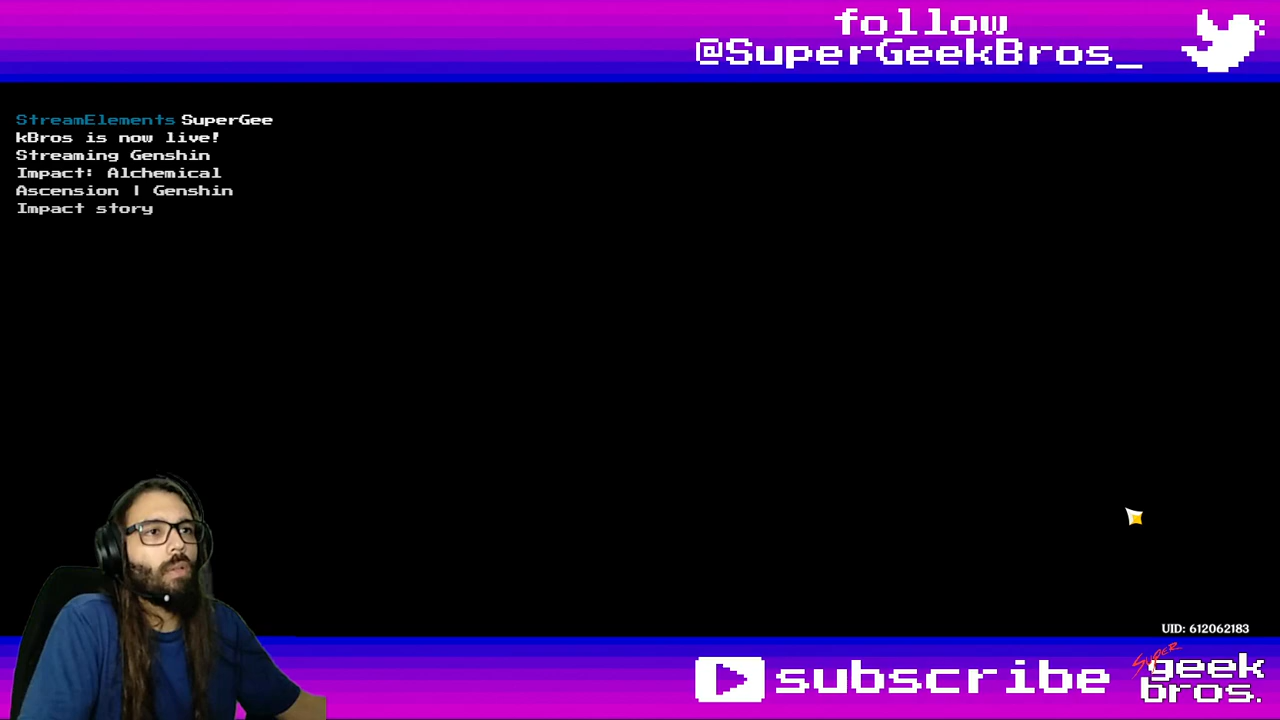 follow
@SuperGeekBros_
StreamElements SuperGee
kBros is now live!
Streaming Genshin
Impact: Alchemical
Ascension | Genshin
Impact story
UID: 612062183
subscribe
SUPER
geek
bros.